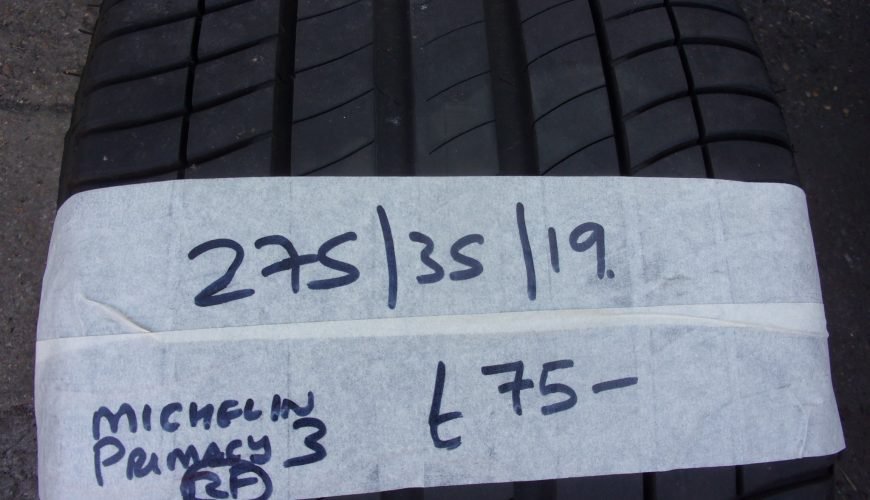 275/35/19.
£75-
MICHELIN
PRIMACY 3
RF